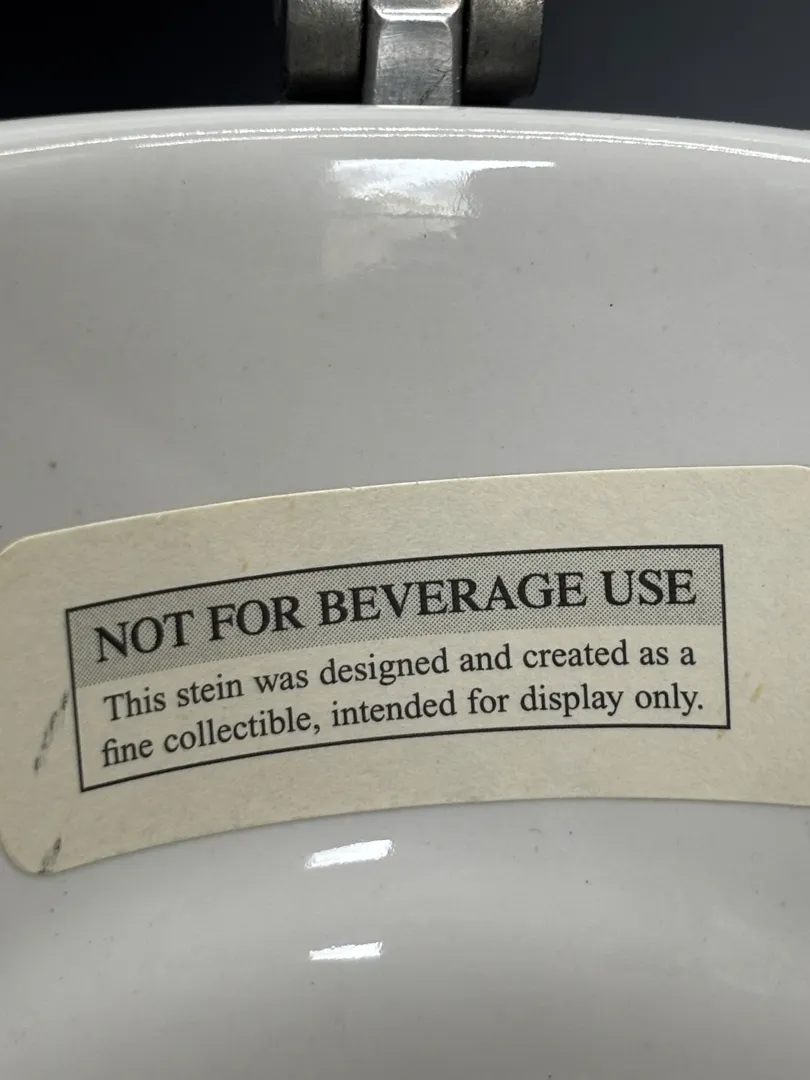 NOT FOR BEVERAGE USE
This stein was designed and created as a
fine collectible, intended for display only.